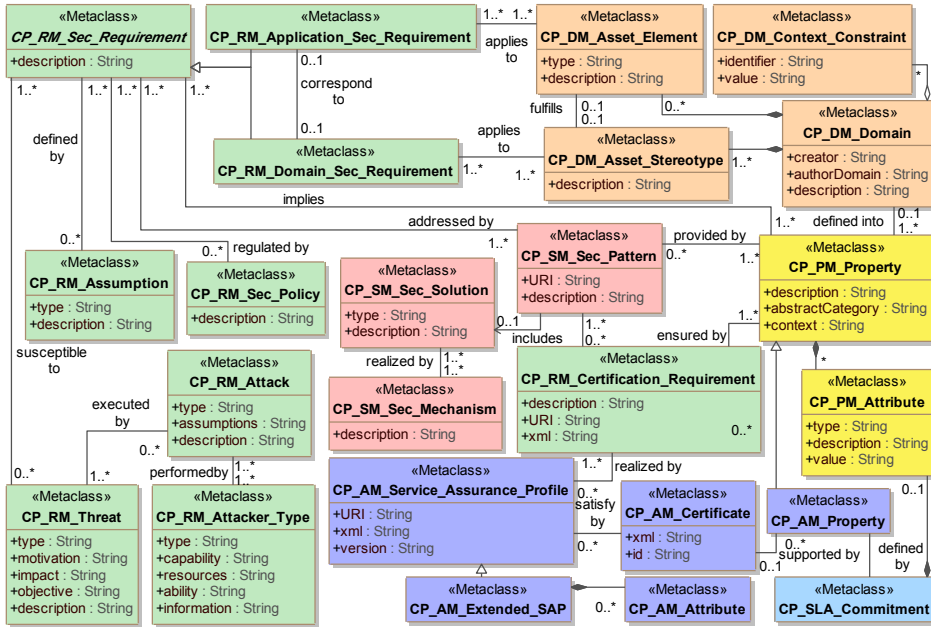 «Metaclass»
CP_RM_Sec_Requirement
+description : String
«Metaclass»
CP_RM_Application_Sec_Requirement
«Metaclass»
CP_DM_Asset_Element
+type : String
+description : String
«Metaclass»
CP_DM_Context_Constraint
+identifier : String
+value : String
1..*
1..*
applies
to
0..1
correspond
to
0..1
fulfills
0..1
0..1
0..*
*
1..*
1..*
1..*
1..*
1..*
«Metaclass»
CP_RM_Domain_Sec_Requirement
applies
to
1..*
1..*
«Metaclass»
CP_DM_Asset_Stereotype
+description : String
1..*
«Metaclass»
CP_DM_Domain
+creator : String
+authorDomain : String
+description : String
defined
by
implies
addressed by
1..*
1..*
defined into
0..1
1..*
0..*
0..*
regulated by
«Metaclass»
CP_RM_Assumption
+type : String
+description : String
«Metaclass»
CP_RM_Sec_Policy
+description : String
«Metaclass»
CP_SM_Sec_Solution
+type : String
+description : String
«Metaclass»
CP_SM_Sec_Pattern
+URI : String
+description : String
provided by
0..*
1..*
«Metaclass»
CP_PM_Property
+description : String
+abstractCategory : String
+context : String
0..1
includes
1..*
0..*
ensured by
1..*
susceptible
to
realized by
1..*
1..*
*
«Metaclass»
CP_RM_Attack
+type : String
+assumptions : String
+description : String
«Metaclass»
CP_SM_Sec_Mechanism
+description : String
«Metaclass»
CP_RM_Certification_Requirement
+description : String
+URI : String
+xml : String
0..*
«Metaclass»
CP_PM_Attribute
+type : String
+description : String
+value : String
executed
by
0..*
performedby
1..*
1..*
0..*
1..*
«Metaclass»
CP_RM_Threat
+type : String
+motivation : String
+impact : String
+objective : String
+description : String
«Metaclass»
CP_RM_Attacker_Type
+type : String
+capability : String
+resources : String
+ability : String
+information : String
«Metaclass»
CP_AM_Service_Assurance_Profile
+URI : String
+xml : String
+version : String
1..*
realized by
0..*
satisfy
by
0..*
«Metaclass»
CP_AM_Certificate
+xml : String
+id : String
0..1
«Metaclass»
CP_AM_Property
0..*
supported by
0..1
defined
by
«Metaclass»
CP_AM_Extended_SAP
0..*
«Metaclass»
CP_AM_Attribute
«Metaclass»
CP_SLA_Commitment